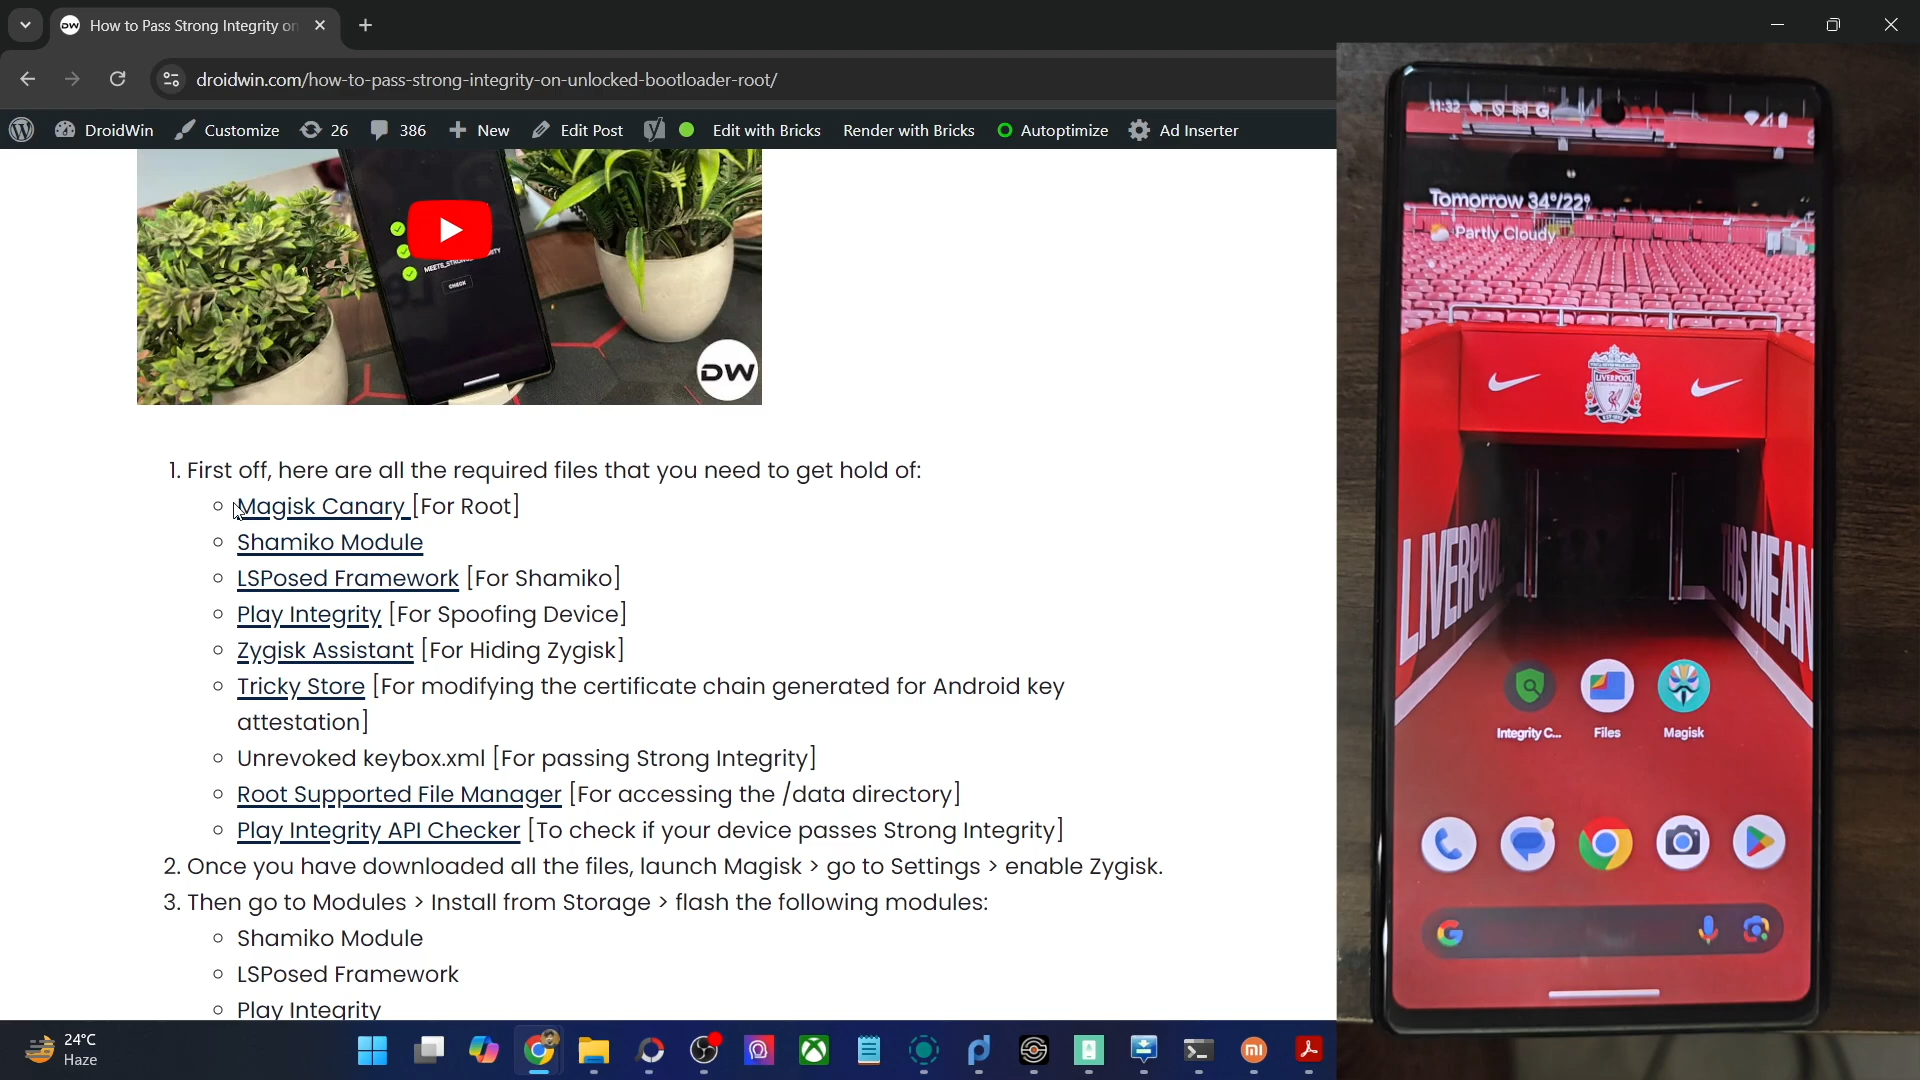 How to Pass Strong Integrity on
droidwin.com/how-to-pass-strong-integrity-on-unlocked-bootloader-root/
DroidWin
Customize
26
386
New
Edit Post
Edit with Bricks
Render with Bricks
Autoptimize
Ad Inserter
CHECK
DW
1. First off, here are all the required files that you need to get hold of:
Magisk Canary [For Root]
Shamiko Module
LSPosed Framework [For Shamiko]
Play Integrity [For Spoofing Device]
Zygisk Assistant [For Hiding Zygisk]
Tricky Store [For modifying the certificate chain generated for Android key
attestation]
Unrevoked keybox.xml [For passing Strong Integrity]
Root Supported File Manager [For accessing the /data directory]
Play Integrity API Checker [To check if your device passes Strong Integrity]
2. Once you have downloaded all the files, launch Magisk > go to Settings > enable Zygisk.
3. Then go to Modules > Install from Storage > flash the following modules:
Shamiko Module
LSPosed Framework
Play Integrity
24°C
Haze
11:32
Tomorrow 34°/22°
Partly Cloudy
LIVERPOOL
THIS MEAN
Integrity C...
Files
Magisk